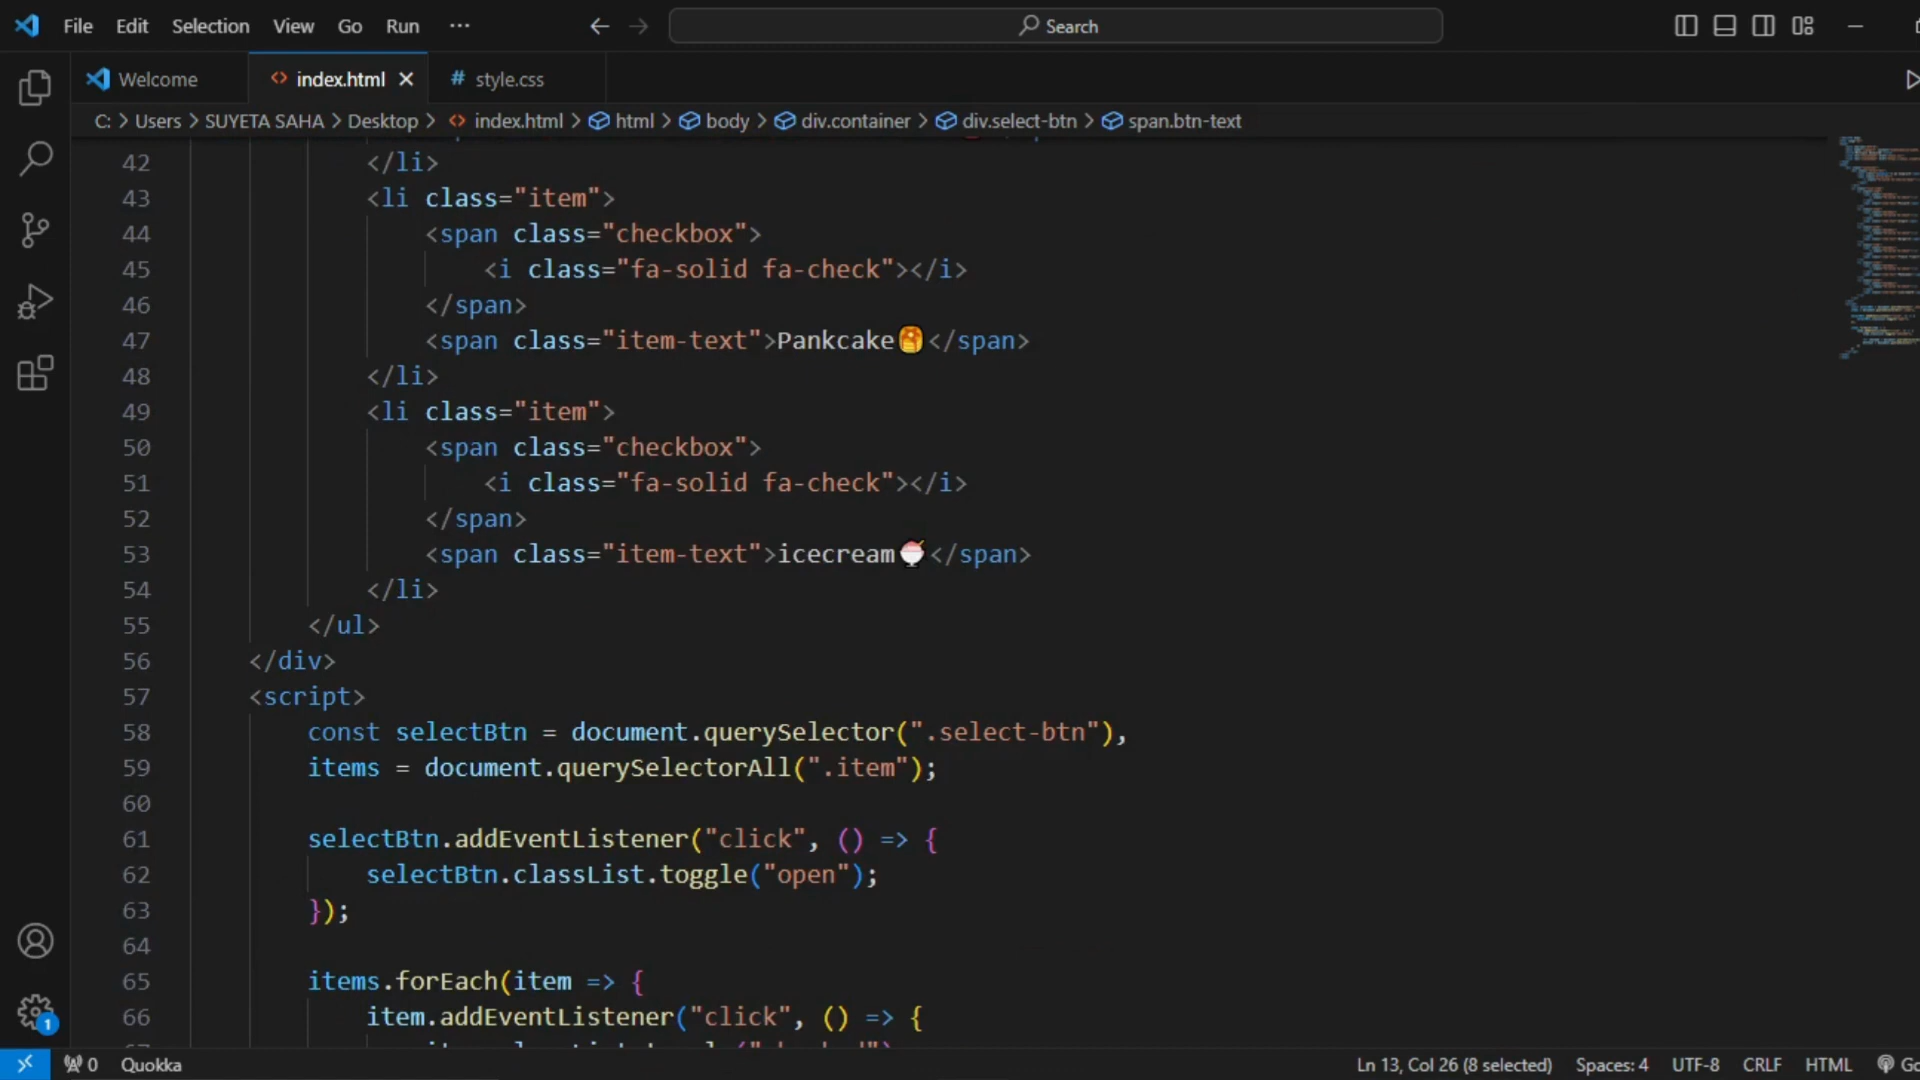 File Edit Selection View Go Run ··· Search
Welcome index.html style.css
C: > Users > SUYETA SAHA > Desktop > index.html > html > body > div.container > div.select-btn > span.btn-text
42 </li>
43 <li class="item">
44 <span class="checkbox">
45 <i class="fa-solid fa-check"></i>
46 </span>
47 <span class="item-text">Pankcake🥞</span>
48 </li>
49 <li class="item">
50 <span class="checkbox">
51 <i class="fa-solid fa-check"></i>
52 </span>
53 <span class="item-text">icecream🍧</span>
54 </li>
55 </ul>
56 </div>
57 <script>
58 const selectBtn = document.querySelector(".select-btn"),
59 items = document.querySelectorAll(".item");
60
61 selectBtn.addEventListener("click", () => {
62 selectBtn.classList.toggle("open");
63 });
64
65 items.forEach(item => {
66 item.addEventListener("click", () => {
1
0 Quokka Ln 13, Col 26 (8 selected) Spaces: 4 UTF-8 CRLF HTML